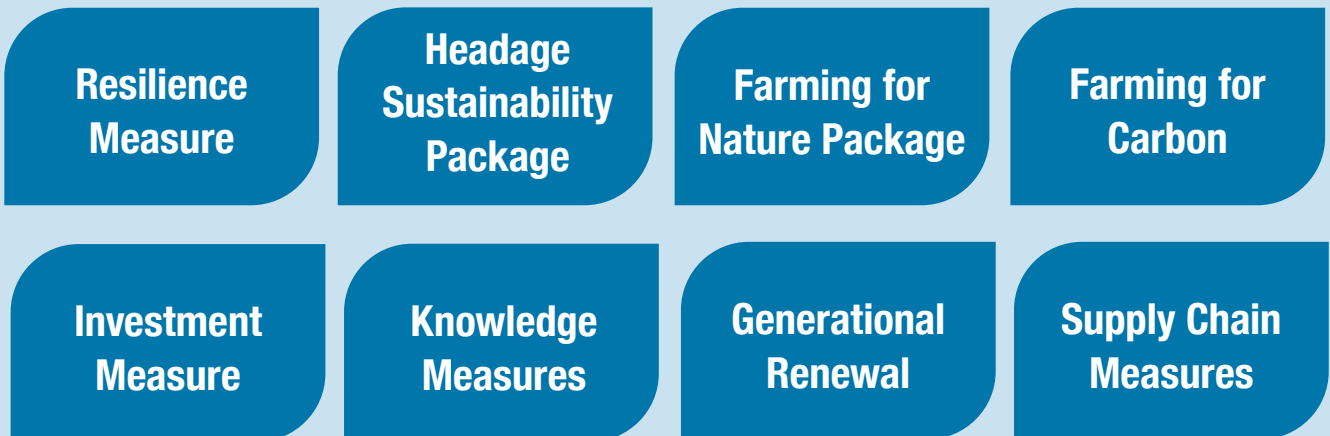 Resilience
Measure
Headage
Sustainability
Package
Farming for
Nature Package
Farming for
Carbon
Investment
Measure
Knowledge
Measures
Generational
Renewal
Supply Chain
Measures